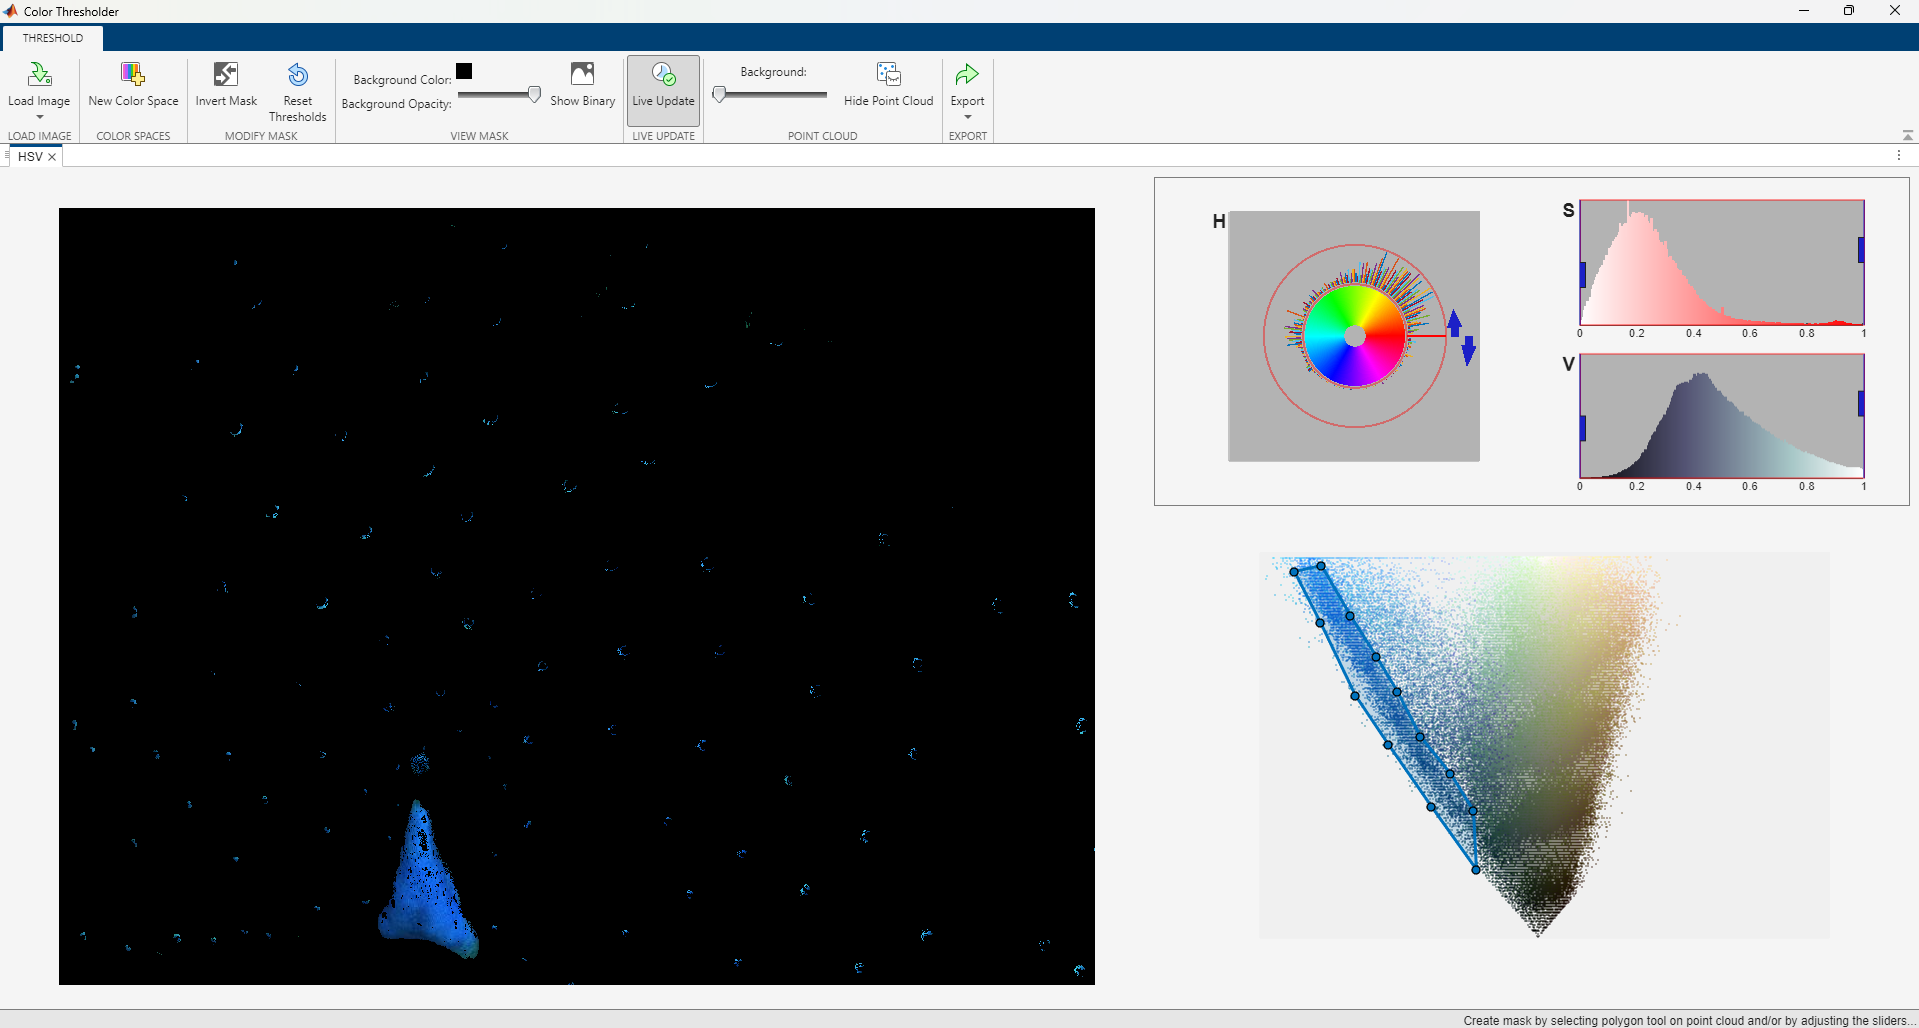 Color Thresholder
THRESHOLD
Load Image
New Color Space
Invert Mask
Reset
Thresholds
Background Color:
Background Opacity:
Show Binary
Live Update
Background:
Hide Point Cloud
Export
LOAD IMAGE
COLOR SPACES
MODIFY MASK
VIEW MASK
LIVE UPDATE
POINT CLOUD
EXPORT
HSV
H
S
0 0.2 0.4 0.6 0.8 1
V
0 0.2 0.4 0.6 0.8 1
Create mask by selecting polygon tool on point cloud and/or by adjusting the sliders...